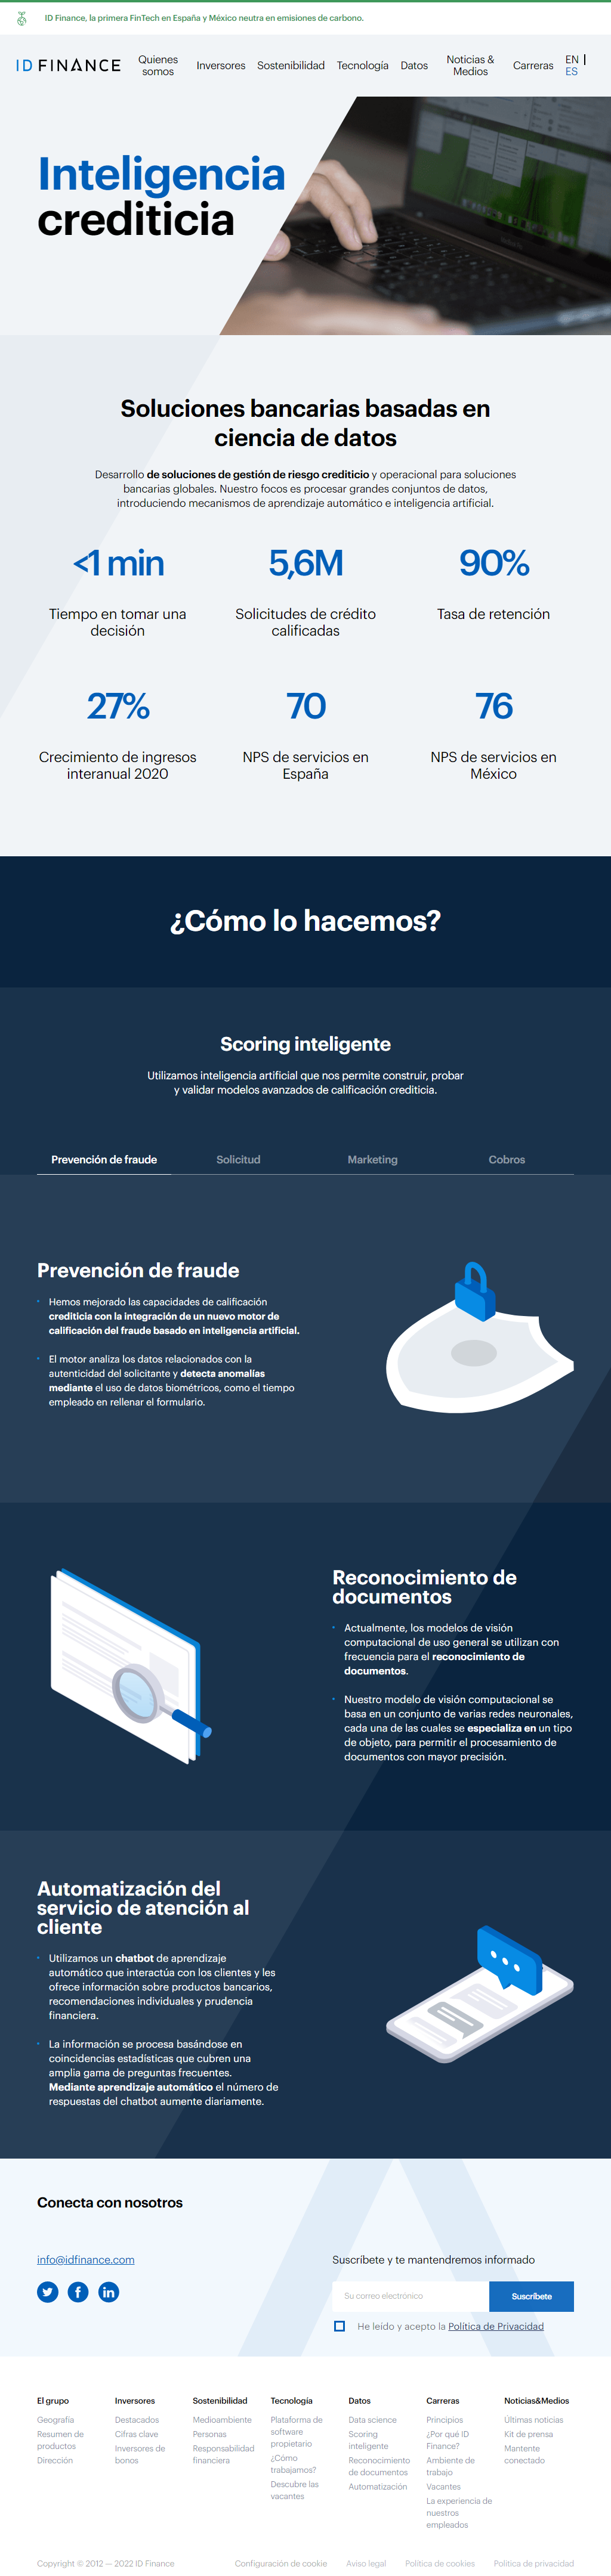 ID Finance, la primera FinTech en España y México neutra en emisiones de carbono.
ID FINANCE
Quienes
somos
Inversores
Sostenibilidad
Tecnología
Datos
Noticias &
Medios
Carreras
EN |
ES
Inteligencia
crediticia
Soluciones bancarias basadas en
ciencia de datos
Desarrollo de soluciones de gestión de riesgo crediticio y operacional para soluciones
bancarias globales. Nuestro focos es procesar grandes conjuntos de datos,
introduciendo mecanismos de aprendizaje automático e inteligencia artificial.
<1 min
Tiempo en tomar una
decisión
5,6M
Solicitudes de crédito
calificadas
90%
Tasa de retención
27%
Crecimiento de ingresos
interanual 2020
70
NPS de servicios en
España
76
NPS de servicios en
México
¿Cómo lo hacemos?
Scoring inteligente
Utilizamos inteligencia artificial que nos permite construir, probar
y validar modelos avanzados de calificación crediticia.
Prevención de fraude
Solicitud
Marketing
Cobros
Prevención de fraude
Hemos mejorado las capacidades de calificación
crediticia con la integración de un nuevo motor de
calificación del fraude basado en inteligencia artificial.
El motor analiza los datos relacionados con la
autenticidad del solicitante y detecta anomalías
mediante el uso de datos biométricos, como el tiempo
empleado en rellenar el formulario.
Reconocimiento de
documentos
Actualmente, los modelos de visión
computacional de uso general se utilizan con
frecuencia para el reconocimiento de
documentos.
Nuestro modelo de visión computacional se
basa en un conjunto de varias redes neuronales,
cada una de las cuales se especializa en un tipo
de objeto, para permitir el procesamiento de
documentos con mayor precisión.
Automatización del
servicio de atención al
cliente
Utilizamos un chatbot de aprendizaje
automático que interactúa con los clientes y les
ofrece información sobre productos bancarios,
recomendaciones individuales y prudencia
financiera.
La información se procesa basándose en
coincidencias estadísticas que cubren una
amplia gama de preguntas frecuentes.
Mediante aprendizaje automático el número de
respuestas del chatbot aumente diariamente.
Conecta con nosotros
info@idfinance.com
Suscríbete y te mantendremos informado
Su correo electrónico
Suscríbete
He leído y acepto la Política de Privacidad
El grupo
Geografía
Resumen de
productos
Dirección
Inversores
Destacados
Cifras clave
Inversores de
bonos
Sostenibilidad
Medioambiente
Personas
Responsabilidad
financiera
Tecnología
Plataforma de
software
propietario
¿Cómo
trabajamos?
Descubre las
vacantes
Datos
Data science
Scoring
inteligente
Reconocimiento
de documentos
Automatización
Carreras
Principios
¿Por qué ID
Finance?
Ambiente de
trabajo
Vacantes
La experiencia de
nuestros
empleados
Noticias&Medios
Últimas noticias
Kit de prensa
Mantente
conectado
Copyright © 2012 — 2022 ID Finance
Configuración de cookie
Aviso legal
Política de cookies
Política de privacidad